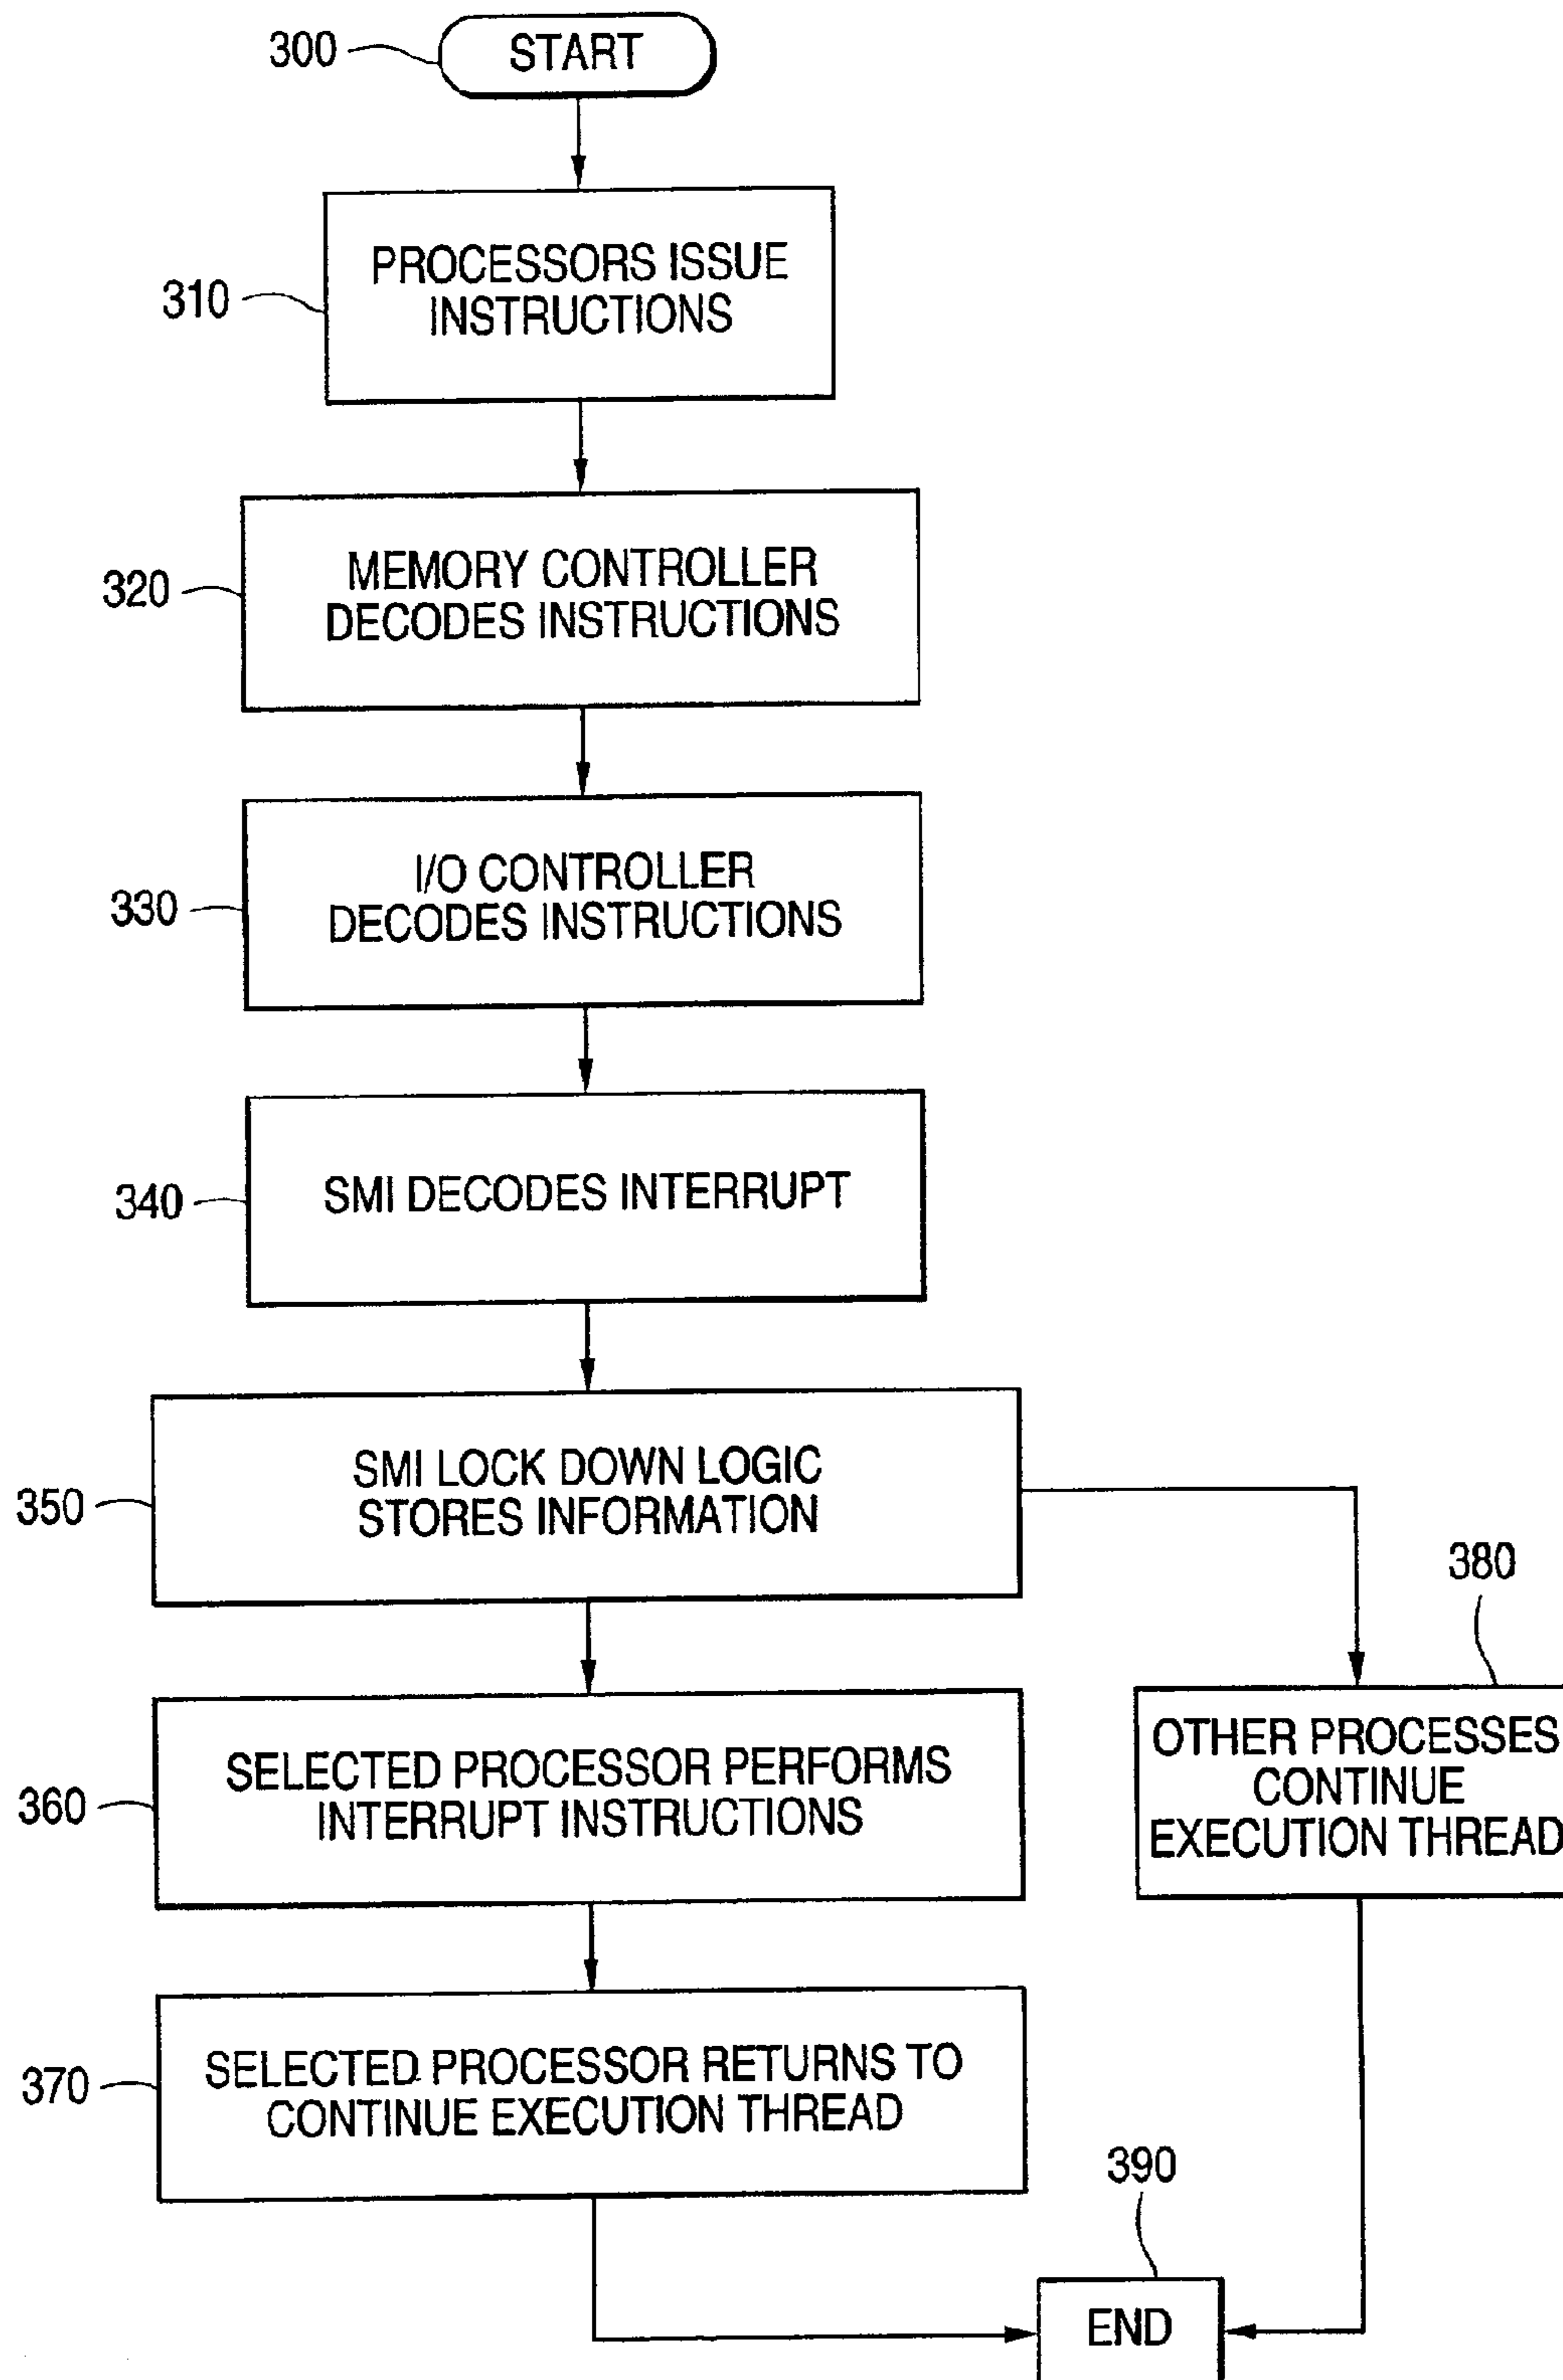 300
START
310
PROCESSORS ISSUE
INSTRUCTIONS
320
MEMORY CONTROLLER
DECODES INSTRUCTIONS
330
I/O CONTROLLER
DECODES INSTRUCTIONS
340
SMI DECODES INTERRUPT
350
SMI LOCK DOWN LOGIC
STORES INFORMATION
380
OTHER PROCESSES
CONTINUE
EXECUTION THREAD
360
SELECTED PROCESSOR PERFORMS
INTERRUPT INSTRUCTIONS
370
SELECTED PROCESSOR RETURNS TO
CONTINUE EXECUTION THREAD
390
END